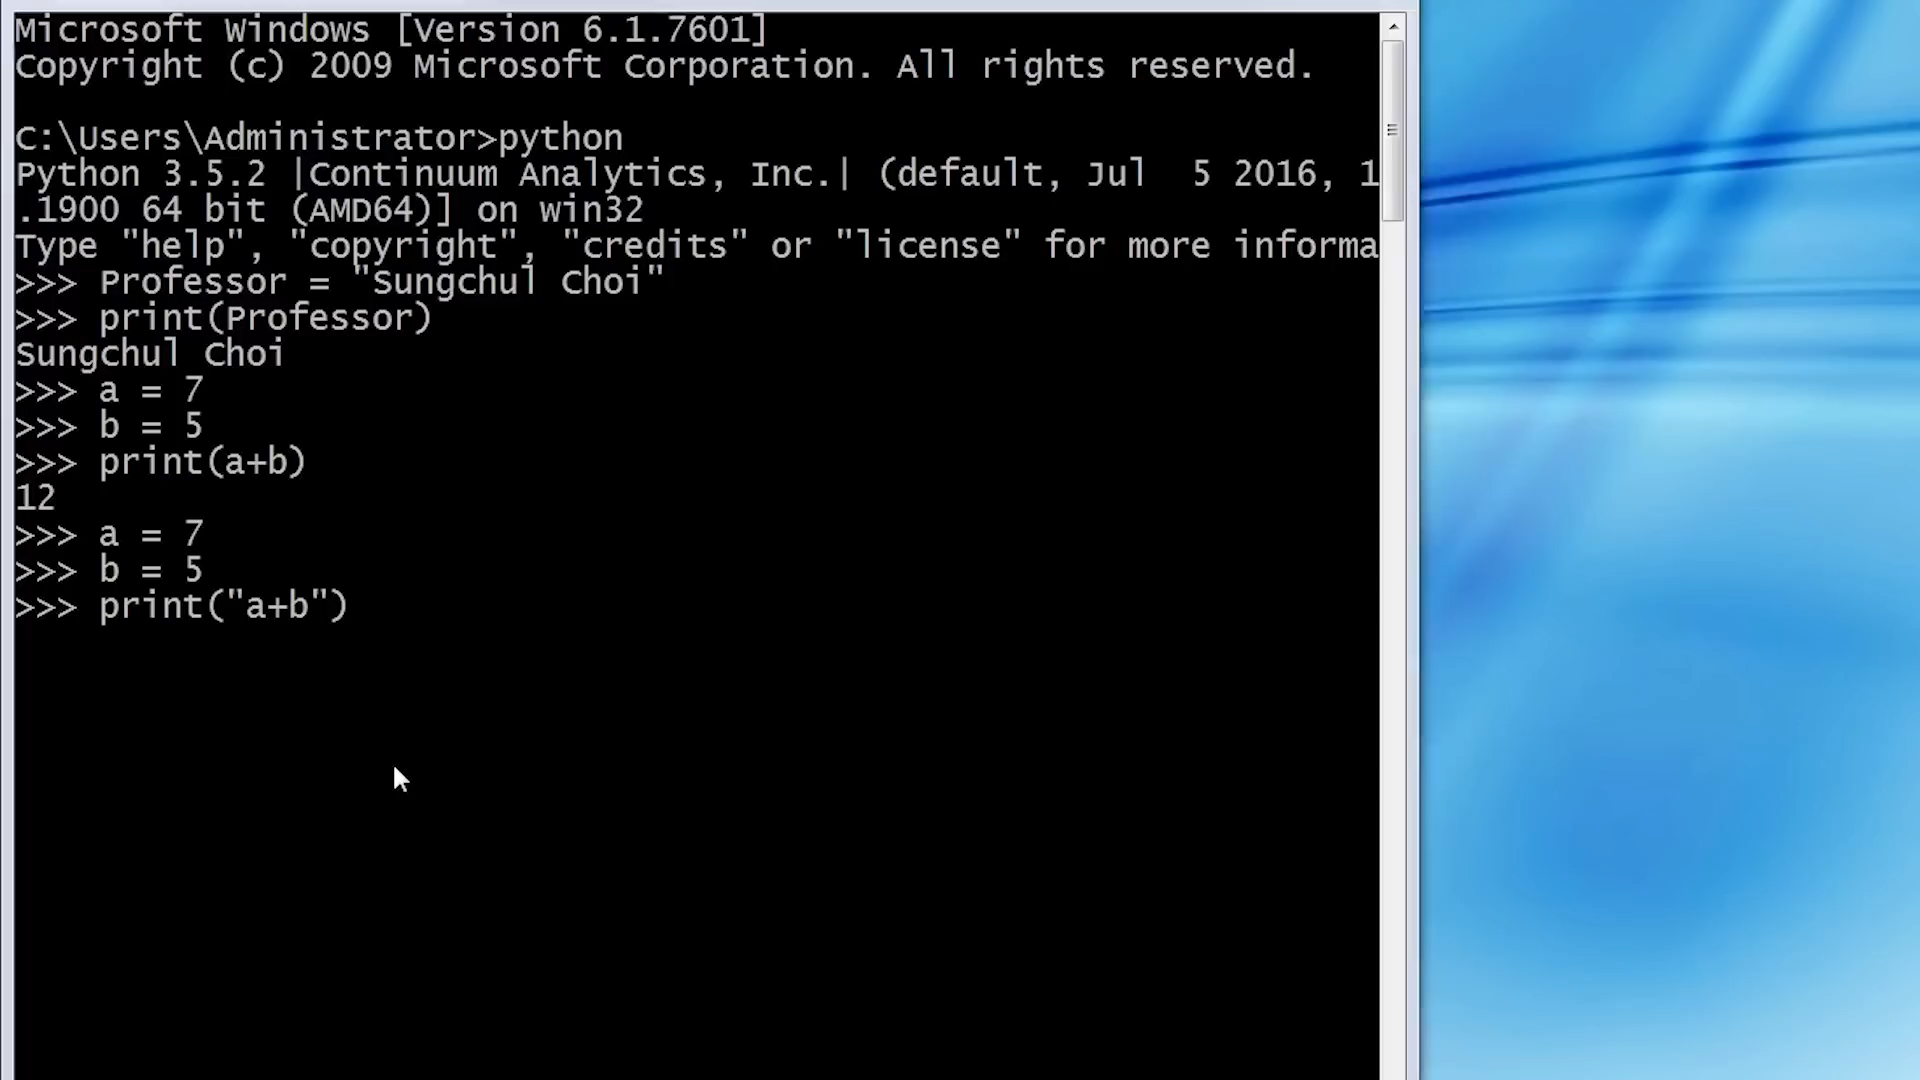 Microsoft Windows [Version 6.1.7601]
Copyright (c) 2009 Microsoft Corporation. All rights reserved.
C:\Users\Administrator>python
Python 3.5.2 |Continuum Analytics, Inc.| (default, Jul  5 2016, 1
.1900 64 bit (AMD64)] on win32
Type "help", "copyright", "credits" or "license" for more informa
>>> Professor = "Sungchul Choi"
>>> print(Professor)
Sungchul Choi
>>> a = 7
>>> b = 5
>>> print(a+b)
12
>>> a = 7
>>> b = 5
>>> print("a+b")